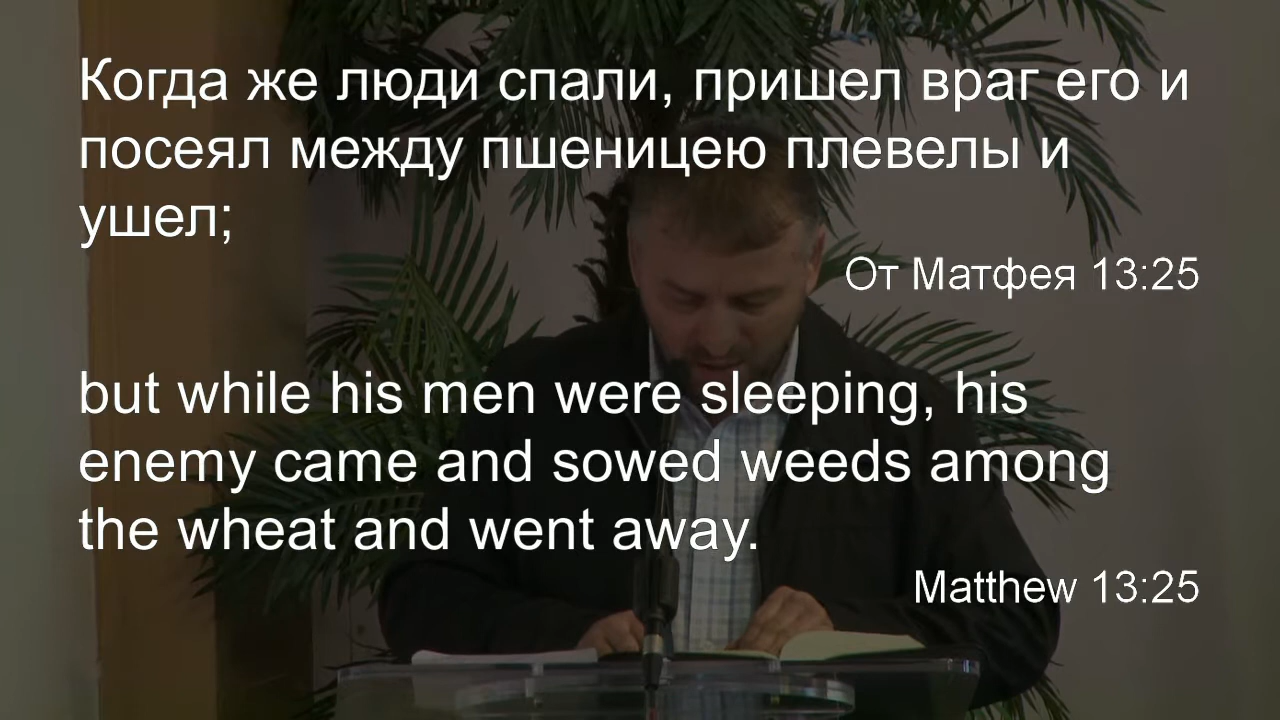 Когда же люди спали, пришел враг его и
посеял между пшеницею плевелы и
ушел;
От Матфея 13:25
but while his men were sleeping, his
enemy came and sowed weeds among
the wheat and went away.
Matthew 13:25